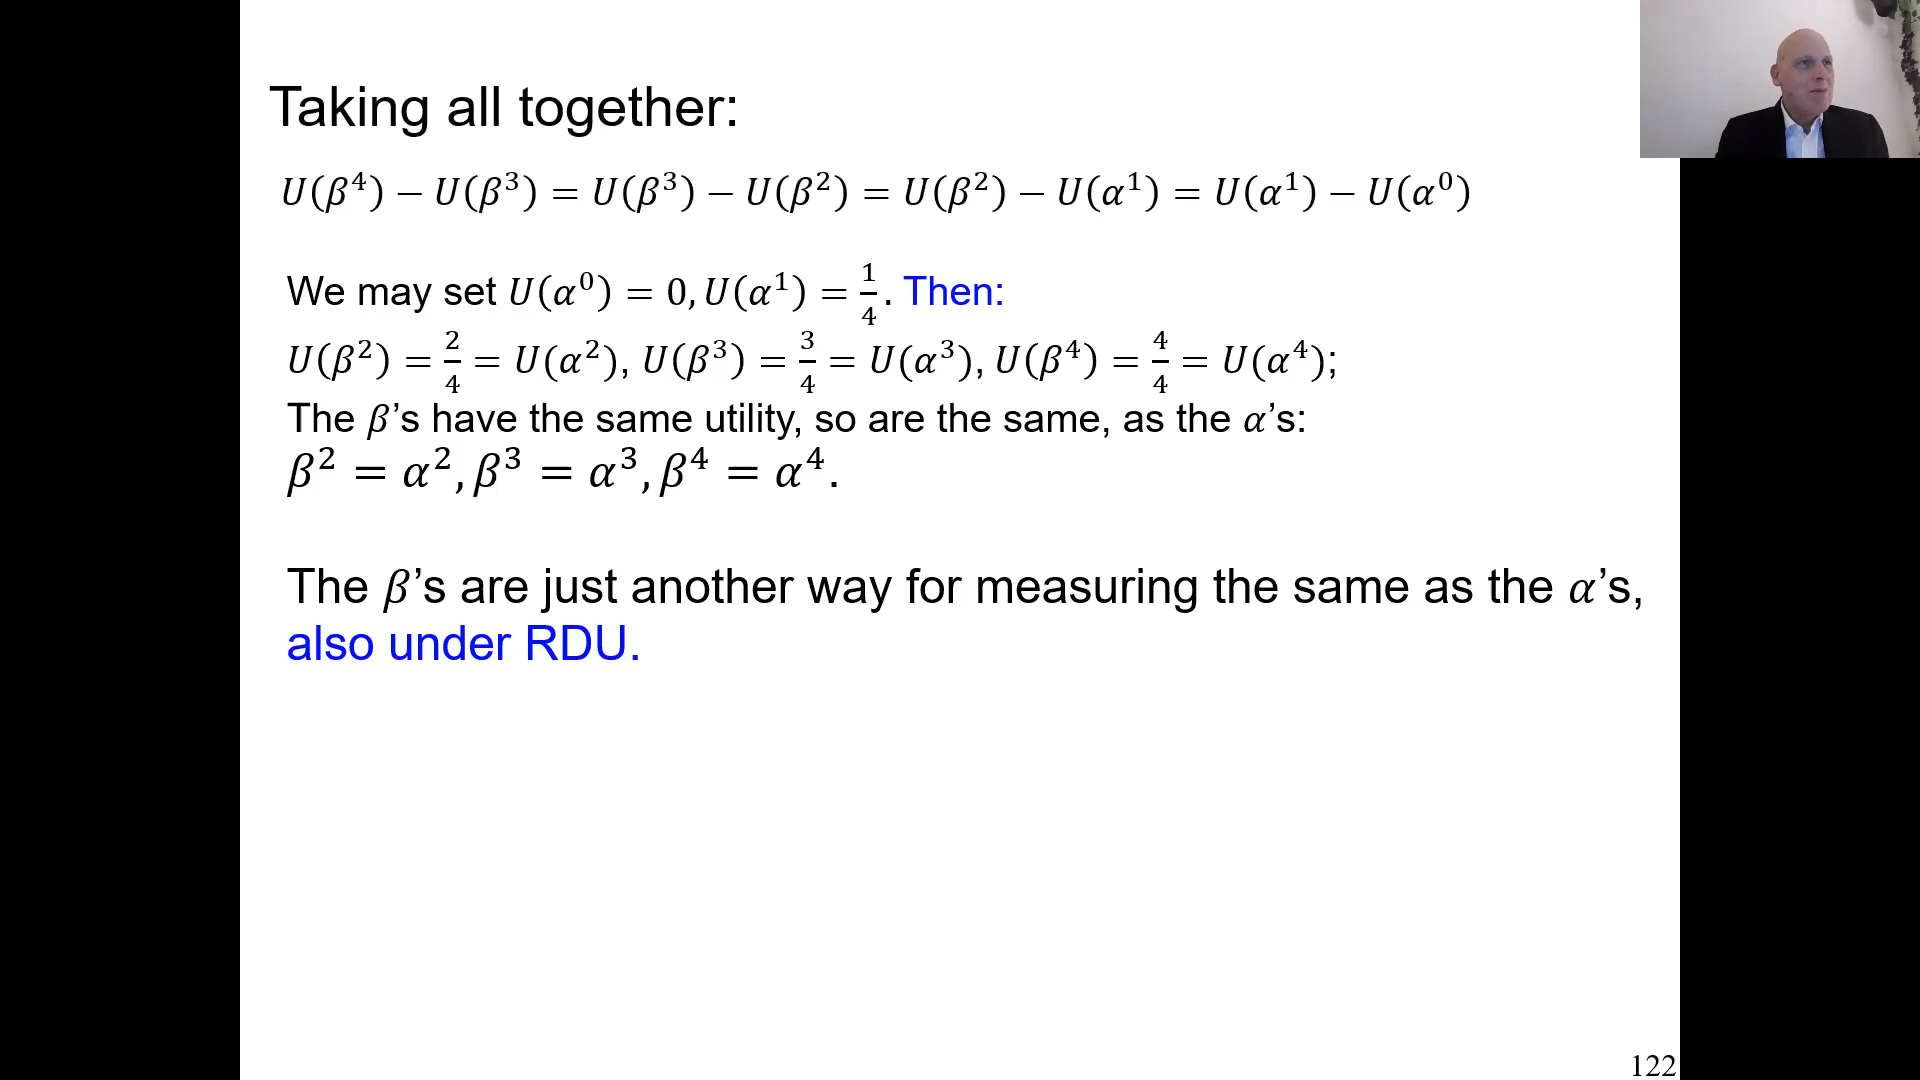 Taking all together:
U(β⁴) − U(β³) = U(β³) − U(β²) = U(β²) − U(α¹) = U(α¹) − U(α⁰)
We may set U(α⁰) = 0, U(α¹) = 1/4. Then:
U(β²) = 2/4 = U(α²), U(β³) = 3/4 = U(α³), U(β⁴) = 4/4 = U(α⁴);
The β’s have the same utility, so are the same, as the α’s:
β² = α², β³ = α³, β⁴ = α⁴.
The β’s are just another way for measuring the same as the α’s,
also under RDU.
122